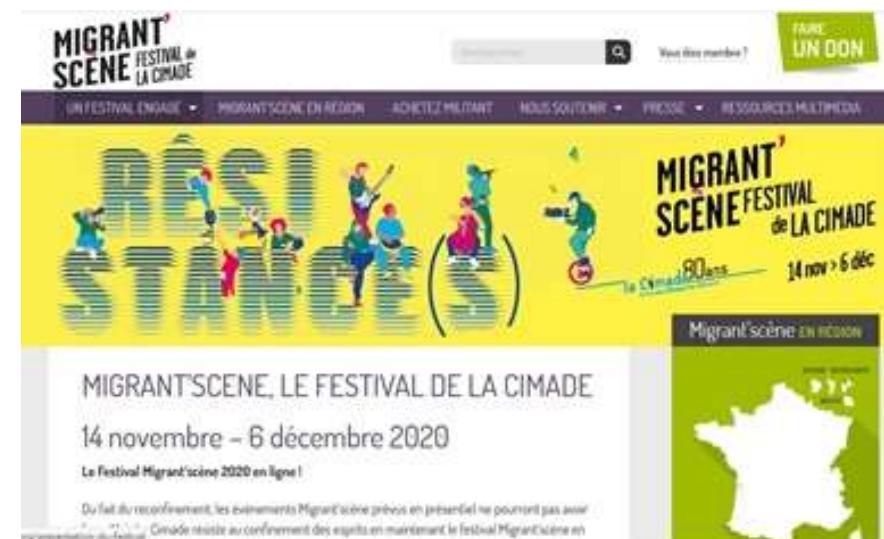 MIGRANT'
SCÈNE FESTIVAL de
LA CIMADE
Vous êtes membre ?
FAIRE
UN DON
UN FESTIVAL ENGAGÉ
MIGRANT'SCÈNE EN RÉGION
ACHETEZ MILITANT
NOUS SOUTENIR
PRESSE
RESSOURCES MULTIMÉDIA
RÊSI
STANCE(S)
MIGRANT'
SCÈNE FESTIVAL
de LA CIMADE
la Cimade 80 ans
14 nov > 6 déc
Migrant'scène EN RÉGION
MIGRANT'SCENE, LE FESTIVAL DE LA CIMADE
14 novembre – 6 décembre 2020
Le Festival Migrant'scène 2020 en ligne !
Du fait du reconfinement, les événements Migrant'scène prévus en présentiel ne pourront pas avoir
Cimade résiste au confinement des esprits en maintenant le festival Migrant'scène en